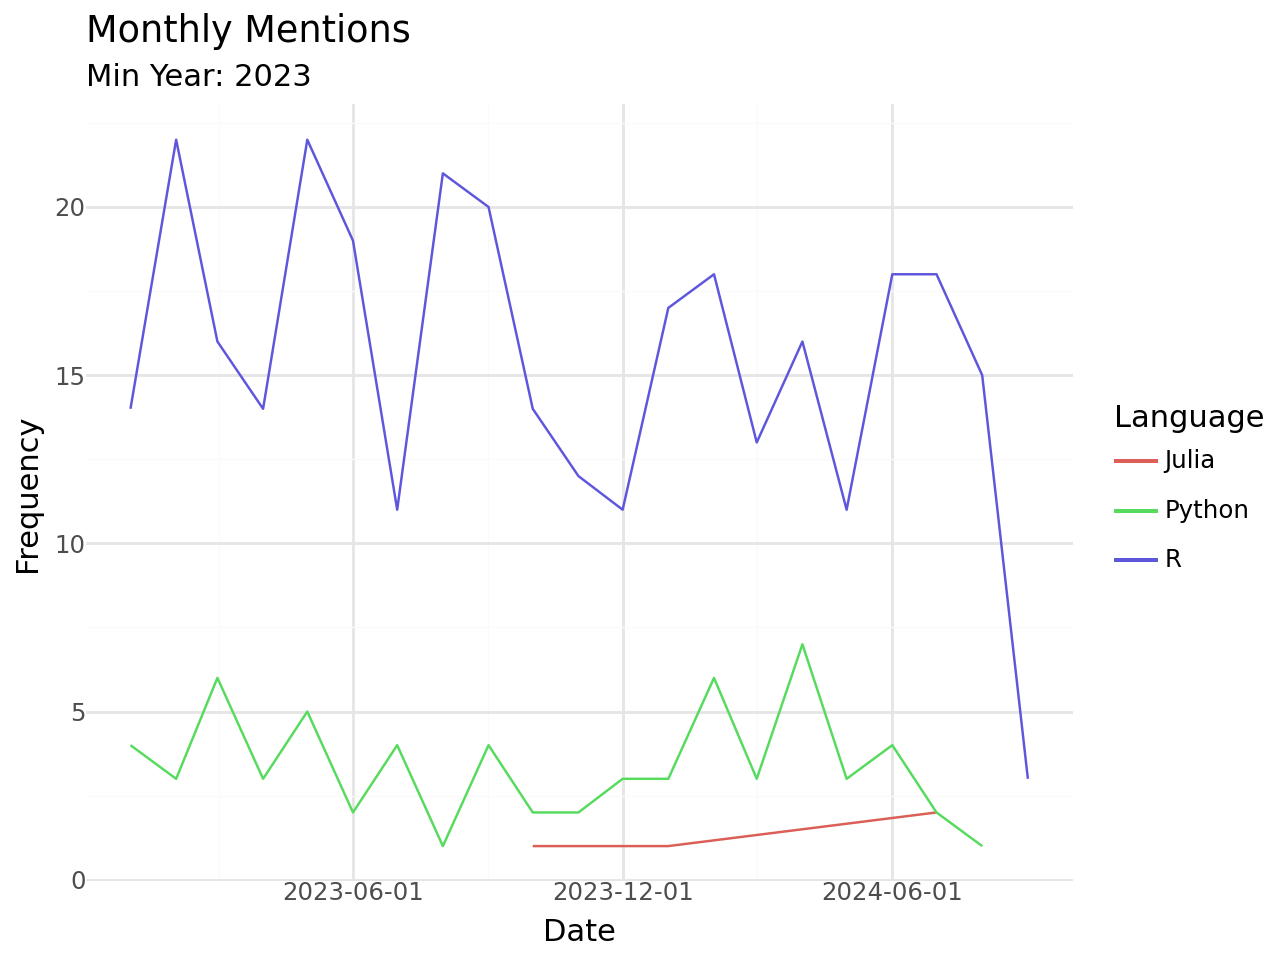 Monthly Mentions
Min Year: 2023
Frequency
20
15
10
5
0
2023-06-01
2023-12-01
2024-06-01
Date
Language
Julia
Python
R